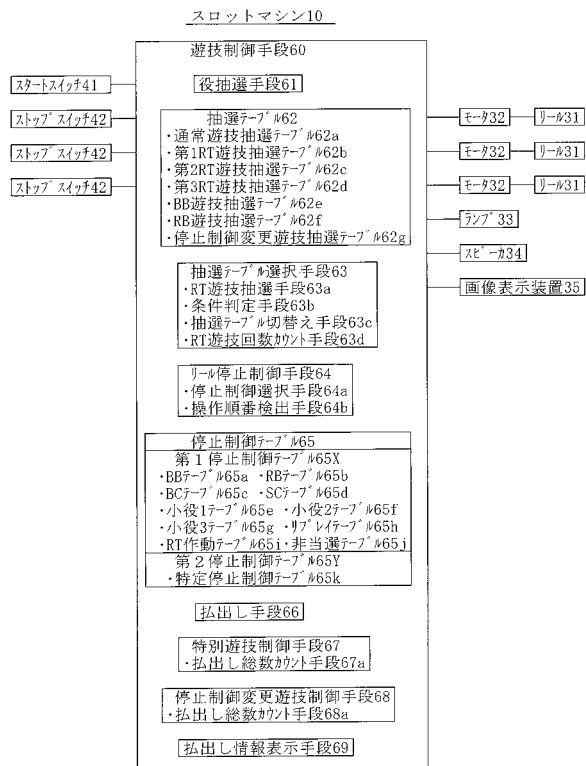 スロットマシン10
遊技制御手段60
スタートスイッチ41
ストップスイッチ42
ストップスイッチ42
ストップスイッチ42
役抽選手段61
抽選テーブル62
・通常遊技抽選テーブル62a
・第1RT遊技抽選テーブル62b
・第2RT遊技抽選テーブル62c
・第3RT遊技抽選テーブル62d
・BB遊技抽選テーブル62e
・RB遊技抽選テーブル62f
・停止制御変更遊技抽選テーブル62g
抽選テーブル選択手段63
・RT遊技抽選手段63a
・条件判定手段63b
・抽選テーブル切替え手段63c
・RT遊技回数カウント手段63d
リール停止制御手段64
・停止制御選択手段64a
・操作順番検出手段64b
停止制御テーブル65
第1停止制御テーブル65X
・BBテーブル65a ・RBテーブル65b
・BCテーブル65c ・SCテーブル65d
・小役1テーブル65e ・小役2テーブル65f
・小役3テーブル65g ・リプレイテーブル65h
・RT作動テーブル65i ・非当選テーブル65j
第2停止制御テーブル65Y
・特定停止制御テーブル65k
払出し手段66
特別遊技制御手段67
・払出し総数カウント手段67a
停止制御変更遊技制御手段68
・払出し総数カウント手段68a
払出し情報表示手段69
モータ32 リール31
モータ32 リール31
モータ32 リール31
ランプ33
スピーカ34
画像表示装置35